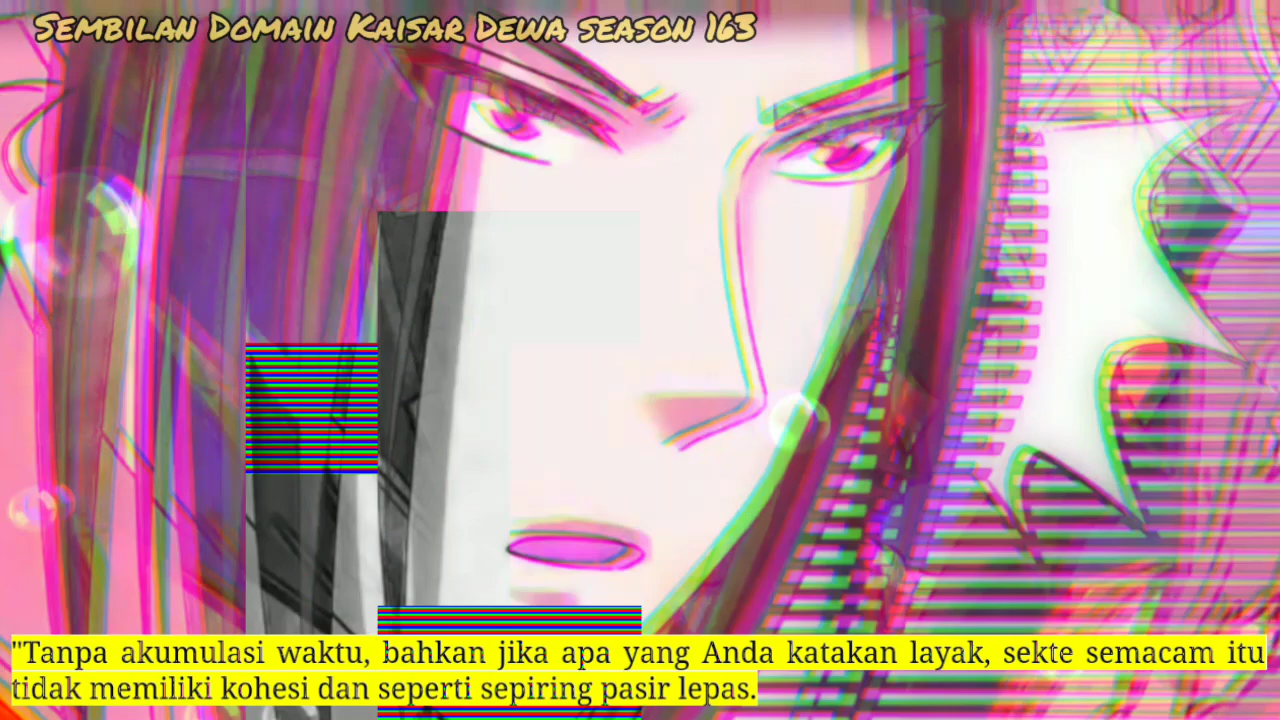 Sembilan Domain Kaisar Dewa season 163
"Tanpa akumulasi waktu, bahkan jika apa yang Anda katakan layak, sekte semacam itu
tidak memiliki kohesi dan seperti sepiring pasir lepas.